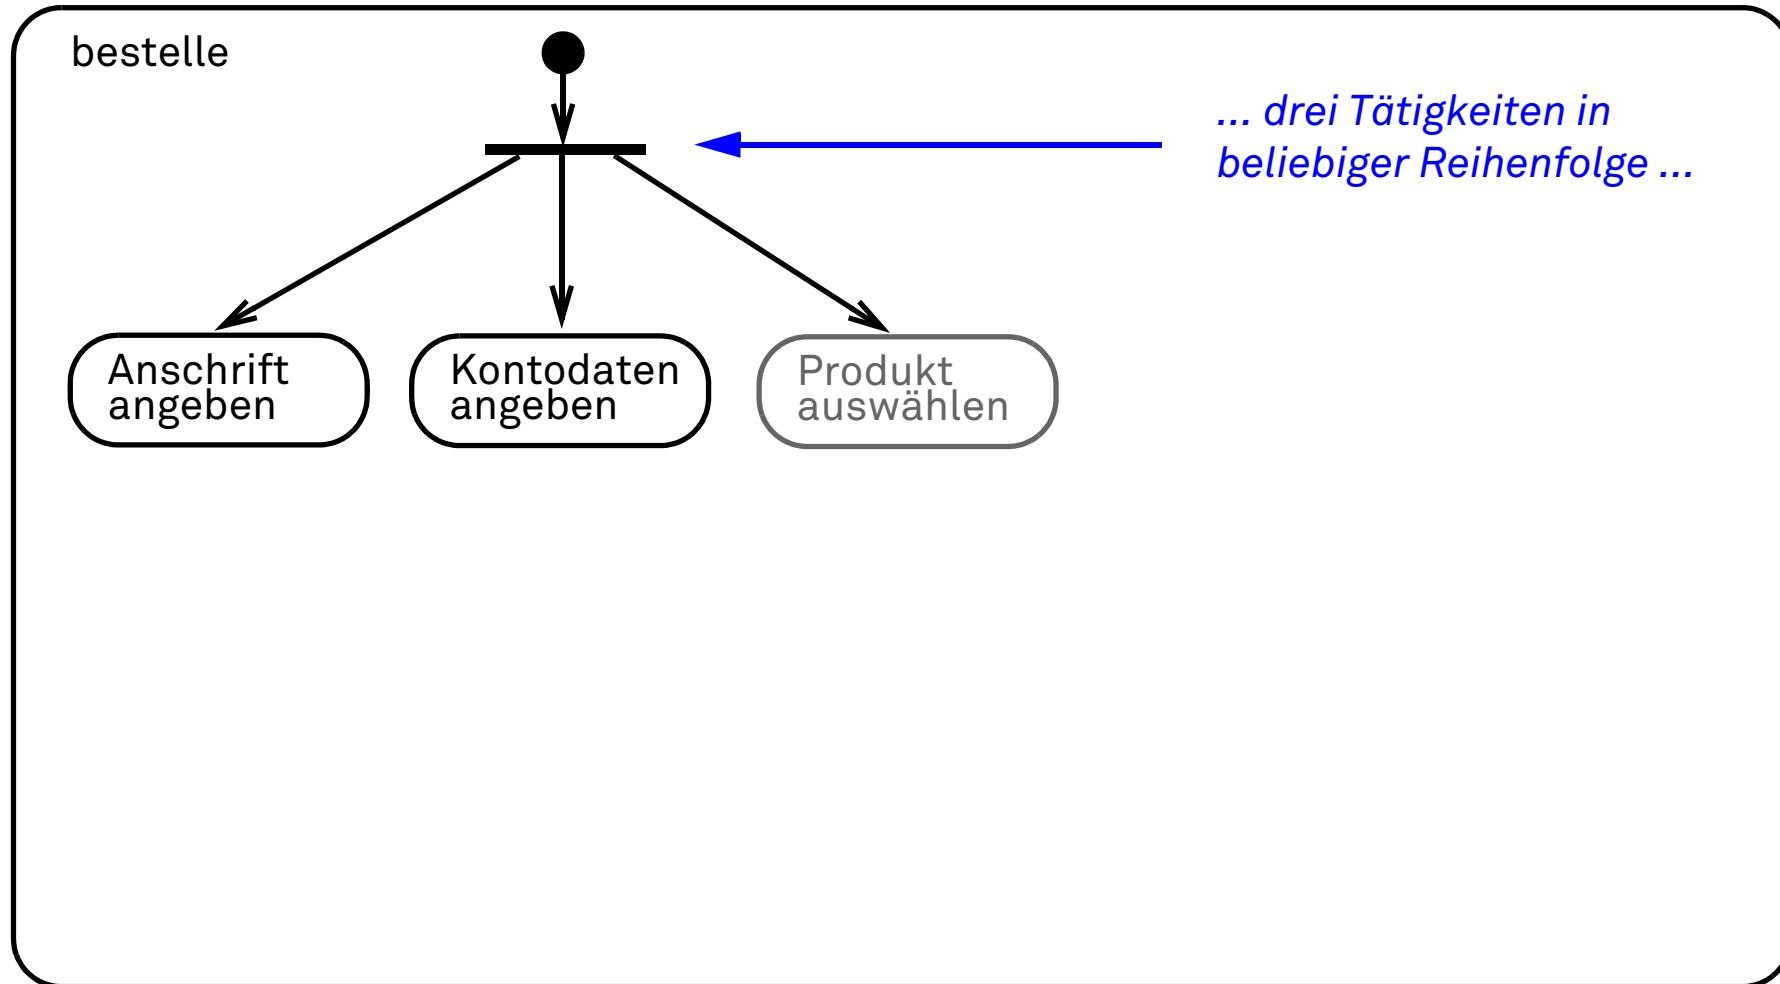 bestelle
... drei Tätigkeiten in
beliebiger Reihenfolge ...
Anschrift
angeben
Kontodaten
angeben
Produkt
auswählen